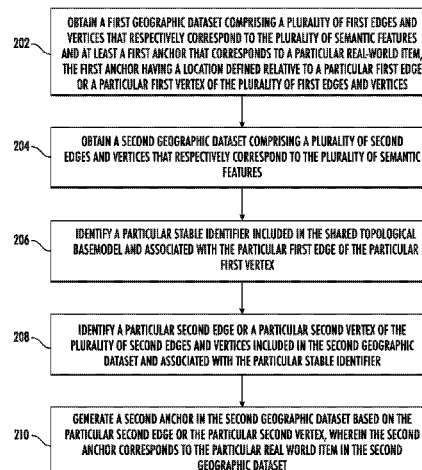 202
OBTAIN A FIRST GEOGRAPHIC DATASET COMPRISING A PLURALITY OF FIRST EDGES AND
VERTICES THAT RESPECTIVELY CORRESPOND TO THE PLURALITY OF SEMANTIC FEATURES
AND AT LEAST A FIRST ANCHOR THAT CORRESPONDS TO A PARTICULAR REAL-WORLD ITEM,
THE FIRST ANCHOR HAVING A LOCATION DEFINED RELATIVE TO A PARTICULAR FIRST EDGE
OR A PARTICULAR FIRST VERTEX OF THE PLURALITY OF FIRST EDGES AND VERTICES
204
OBTAIN A SECOND GEOGRAPHIC DATASET COMPRISING A PLURALITY OF SECOND
EDGES AND VERTICES THAT RESPECTIVELY CORRESPOND TO THE PLURALITY OF SEMANTIC
FEATURES
206
IDENTIFY A PARTICULAR STABLE IDENTIFIER INCLUDED IN THE SHARED TOPOLOGICAL
BASEMODEL AND ASSOCIATED WITH THE PARTICULAR FIRST EDGE OF THE PARTICULAR
FIRST VERTEX
208
IDENTIFY A PARTICULAR SECOND EDGE OR A PARTICULAR SECOND VERTEX OF THE
PLURALITY OF SECOND EDGES AND VERTICES INCLUDED IN THE SECOND GEOGRAPHIC
DATASET AND ASSOCIATED WITH THE PARTICULAR STABLE IDENTIFIER
210
GENERATE A SECOND ANCHOR IN THE SECOND GEOGRAPHIC DATASET BASED ON THE
PARTICULAR SECOND EDGE OR THE PARTICULAR SECOND VERTEX, WHEREIN THE SECOND
ANCHOR CORRESPONDS TO THE PARTICULAR REAL WORLD ITEM IN THE SECOND
GEOGRAPHIC DATASET